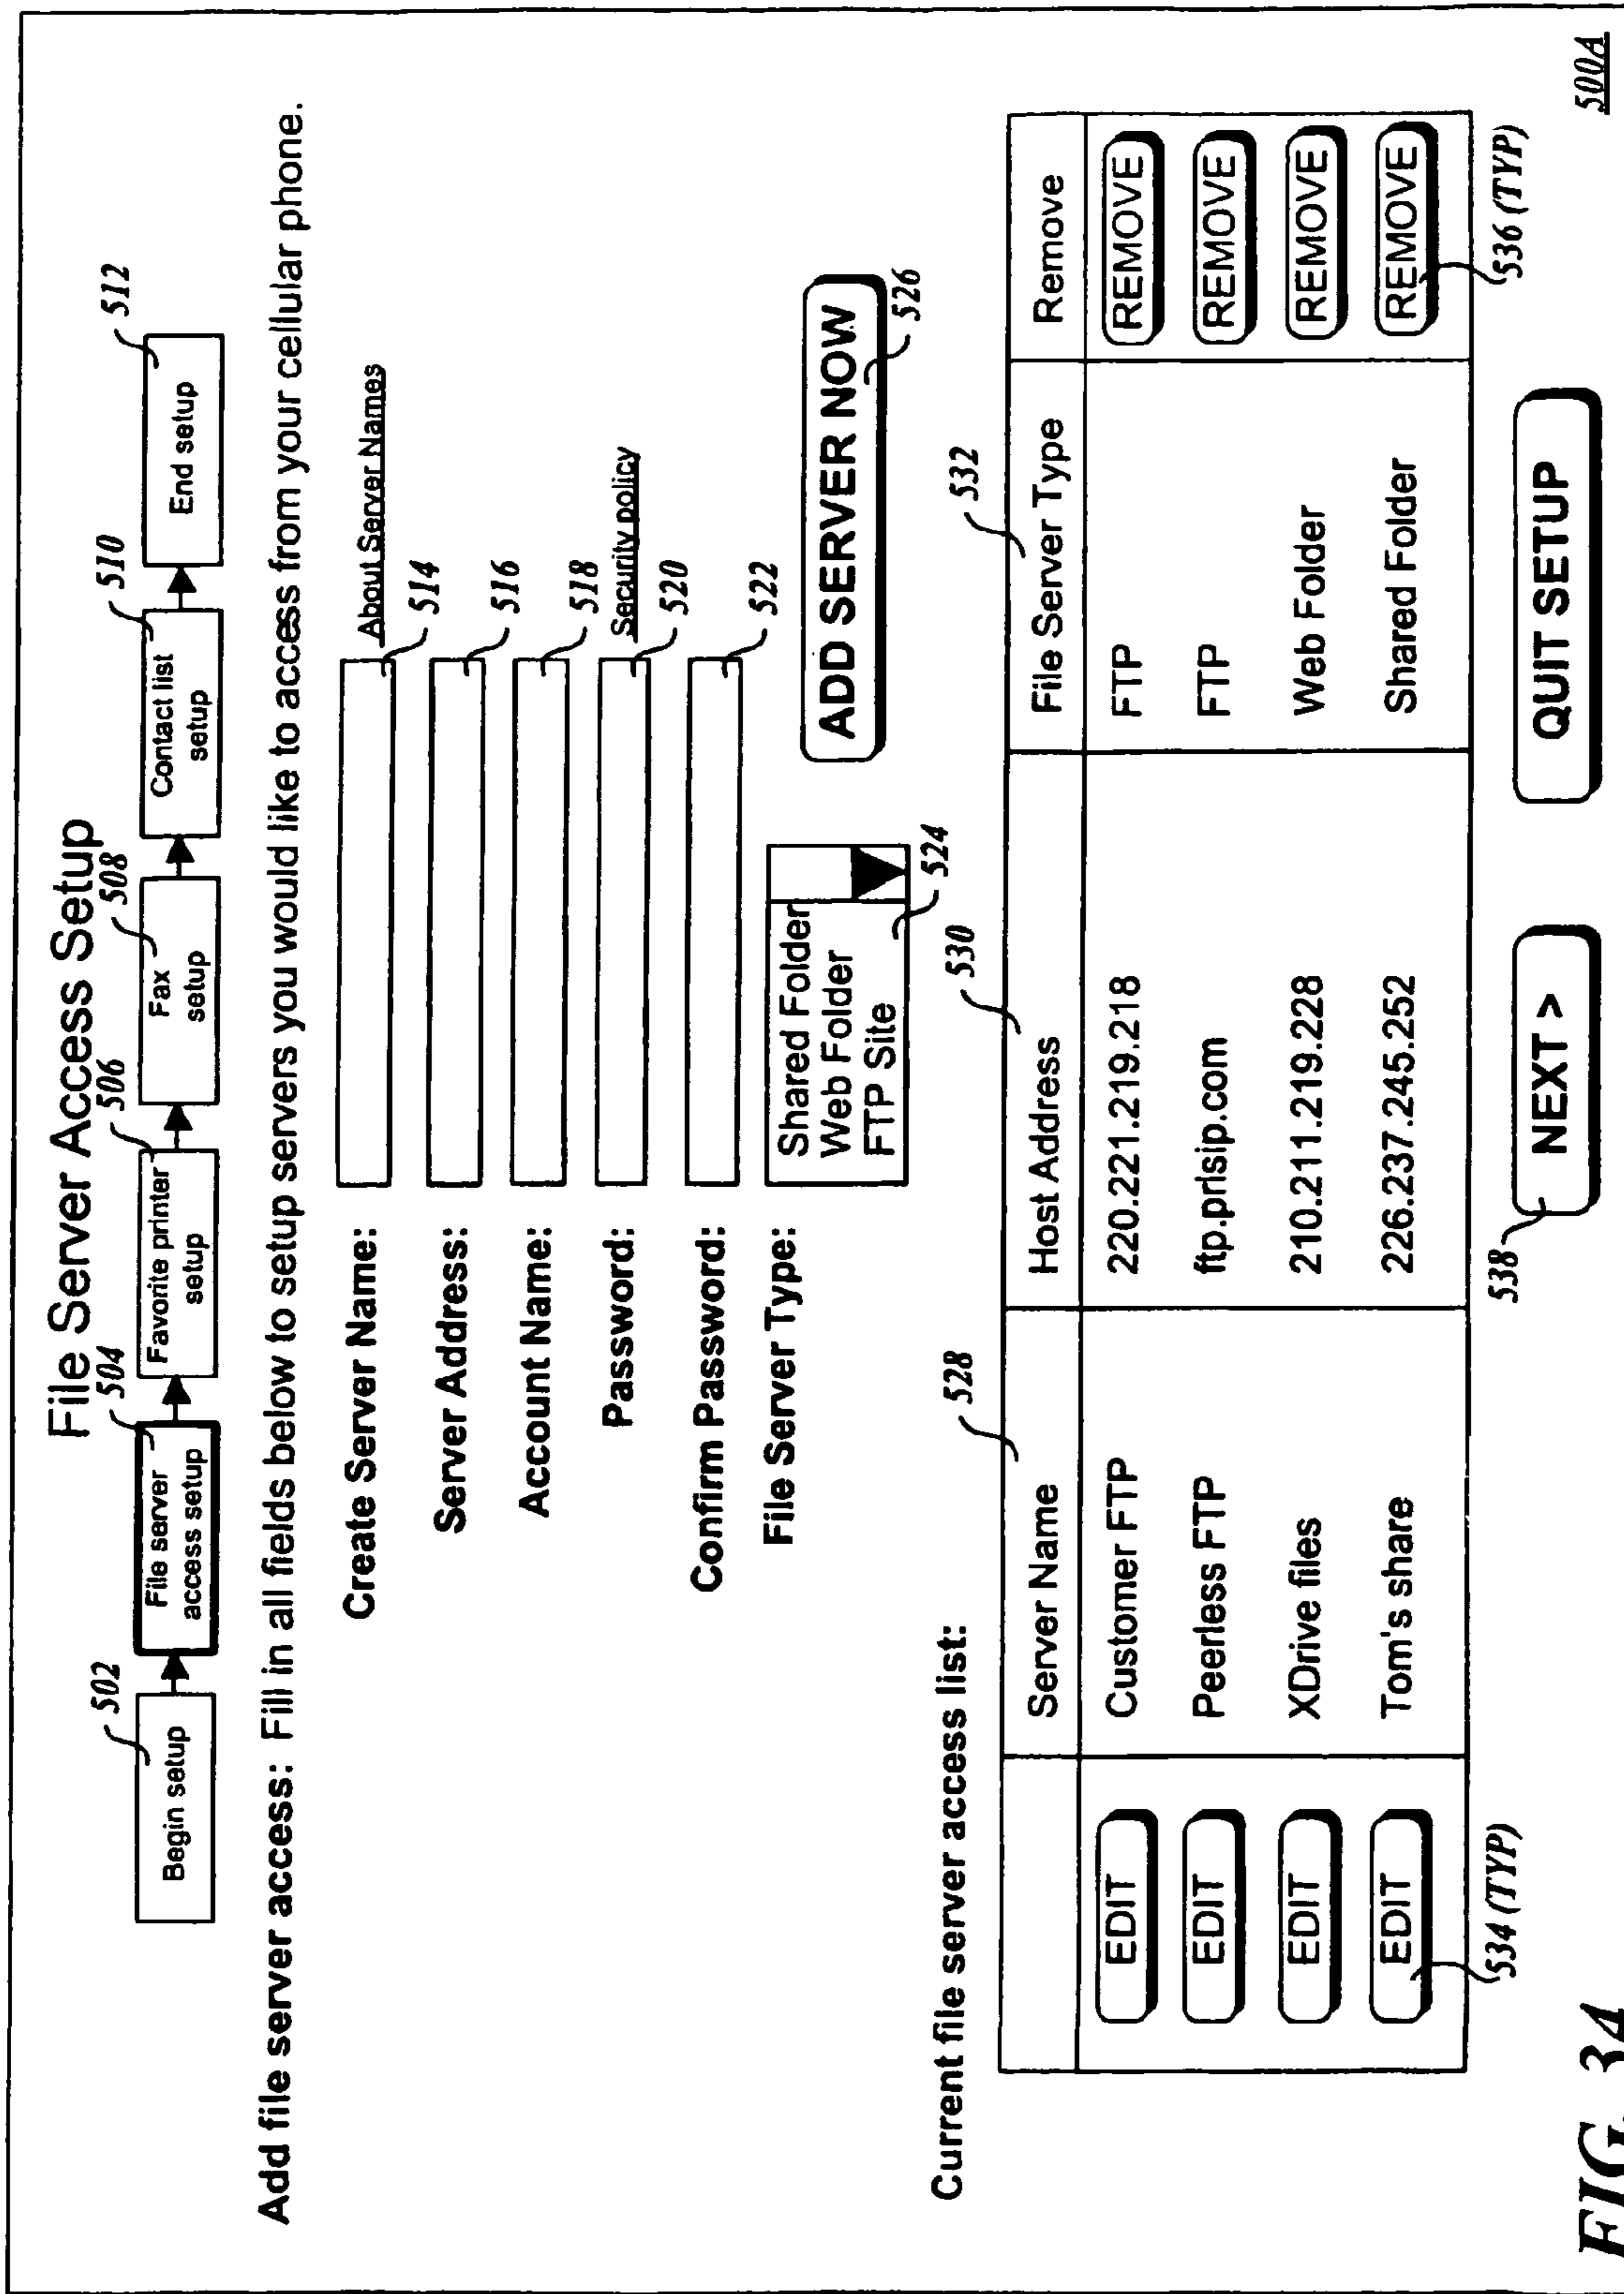 File Server Access Setup
502
504
506
508
510
512
Begin setup
File server access setup
Favorite printer setup
Fax setup
Contact list setup
End setup
Add file server access: Fill in all fields below to setup servers you would like to access from your cellular phone.
Create Server Name:
About Server Names
514
Server Address:
516
Account Name:
518
Password:
Security policy
520
Confirm Password:
522
File Server Type:
Shared Folder
Web Folder
FTP Site
524
ADD SERVER NOW
526
Current file server access list:
528
530
532
Server Name Host Address File Server Type Remove
EDIT Customer FTP 220.221.219.218 FTP REMOVE
EDIT Peerless FTP ftp.prlsip.com FTP REMOVE
EDIT XDrive files 210.211.219.228 Web Folder REMOVE
EDIT Tom's share 226.237.245.252 Shared Folder REMOVE
534 (TYP)
538
536 (TYP)
NEXT >
QUIT SETUP
FIG. 34
500A